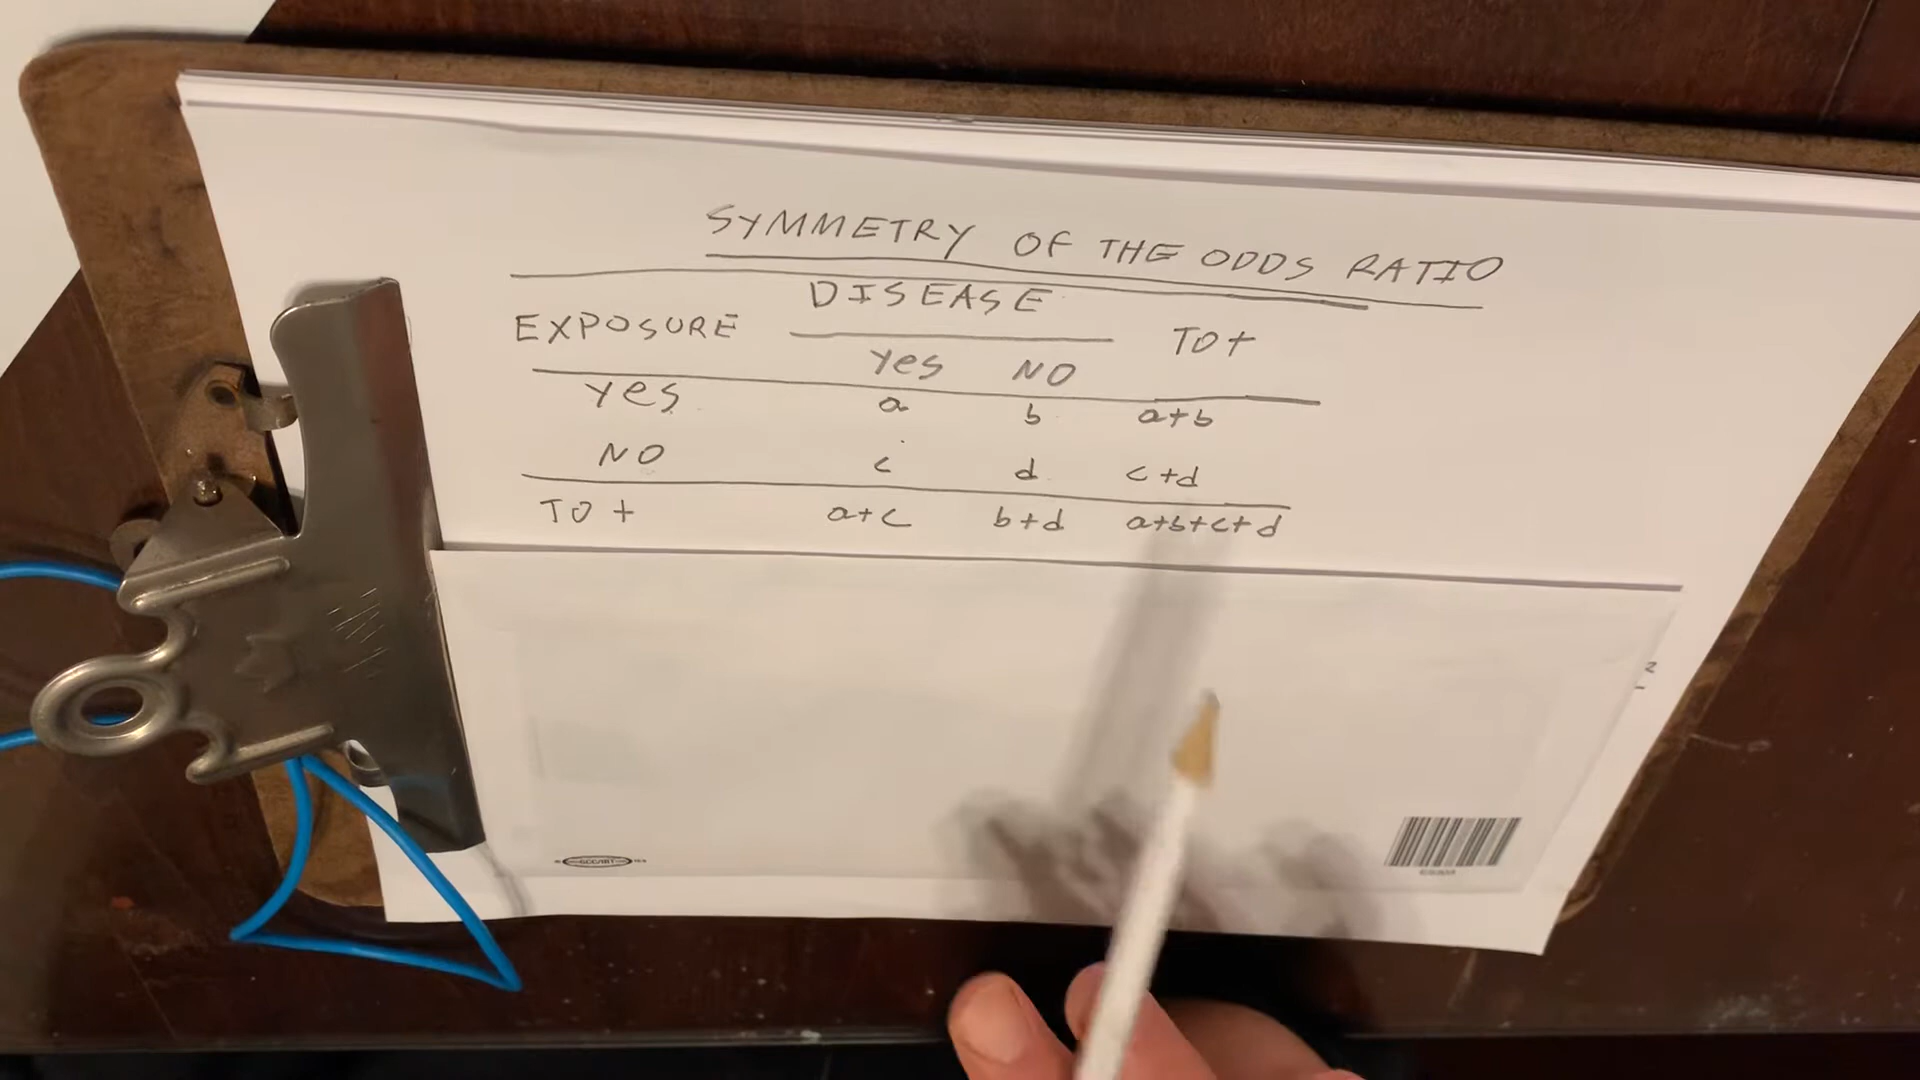 SYMMETRY OF THE ODDS RATIO
DISEASE
EXPOSURE TOT
Yes NO
Yes a b a+b
NO c d c+d
TOT a+c b+d a+b+c+d